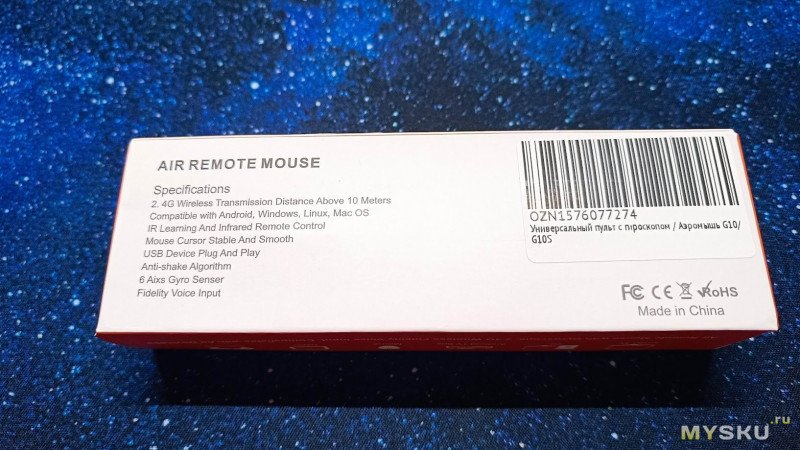 AIR REMOTE MOUSE
Specifications
2. 4G Wireless Transmission Distance Above 10 Meters
Compatible with Android, Windows, Linux, Mac OS
IR Learning And Infrared Remote Control
Mouse Cursor Stable And Smooth
USB Device Plug And Play
Anti-shake Algorithm
6 Aixs Gyro Senser
Fidelity Voice Input
OZN1576077274
Универсальный пульт с гироскопом / Аэромышь G10/
G10S
FC CE RoHS
Made in China
MYSKU.ru